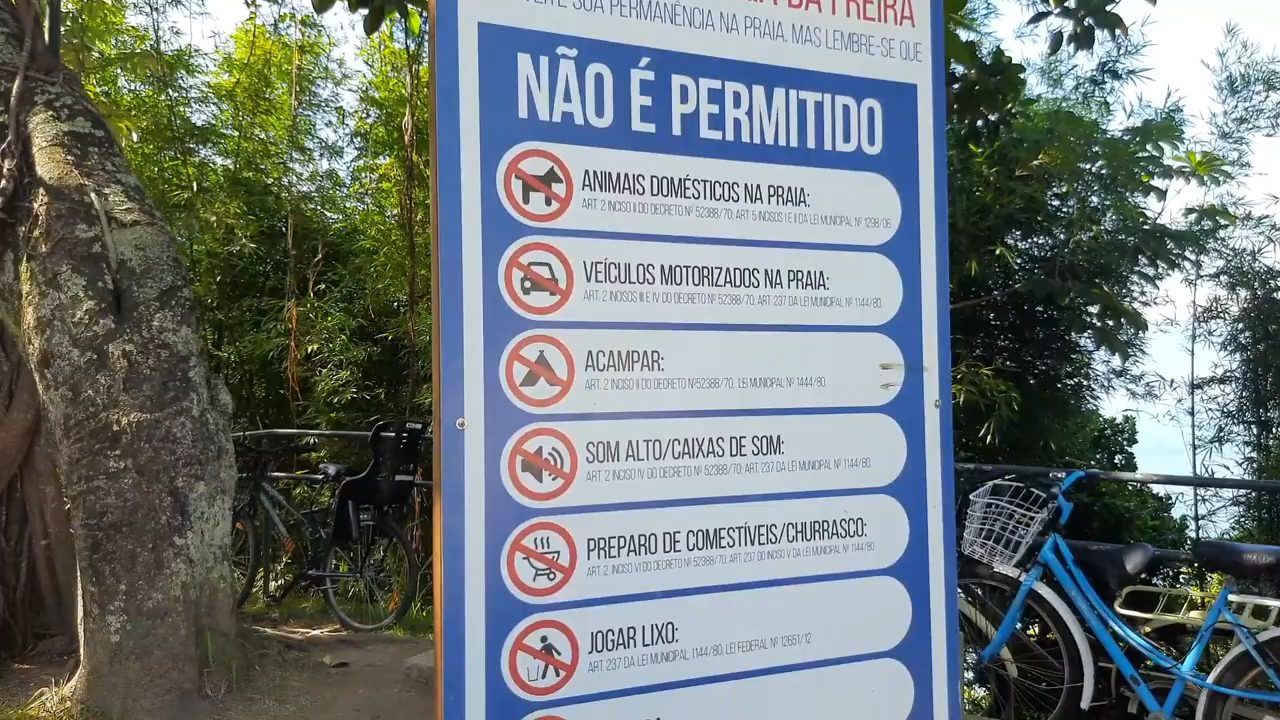 DA FREIRA
SUA PERMANÊNCIA NA PRAIA, MAS LEMBRE-SE QUE
NÃO É PERMITIDO
ANIMAIS DOMÉSTICOS NA PRAIA:
ART. 2 INCISO II DO DECRETO Nº 52388/70; ART 5 INCISOS I E II DA LEI MUNICIPAL Nº 1298/06.
VEÍCULOS MOTORIZADOS NA PRAIA:
ART. 2 INCISOS III E IV DO DECRETO Nº 52388/70; ART. 237 DA LEI MUNICIPAL Nº 1144/80.
ACAMPAR:
ART. 2 INCISO II DO DECRETO Nº52388/70; LEI MUNICIPAL Nº 1444/80.
SOM ALTO/CAIXAS DE SOM:
ART. 2 INCISO IV DO DECRETO Nº 52388/70; ART. 237 DA LEI MUNICIPAL Nº 1144/80.
PREPARO DE COMESTÍVEIS/CHURRASCO:
ART. 2 INCISO VI DO DECRETO Nº 52388/70; ART. 237 DO INCISO V DA LEI MUNICIPAL Nº 1144/80.
JOGAR LIXO:
ART 237 DA LEI MUNICIPAL 1144/80, LEI FEDERAL Nº 12651/12